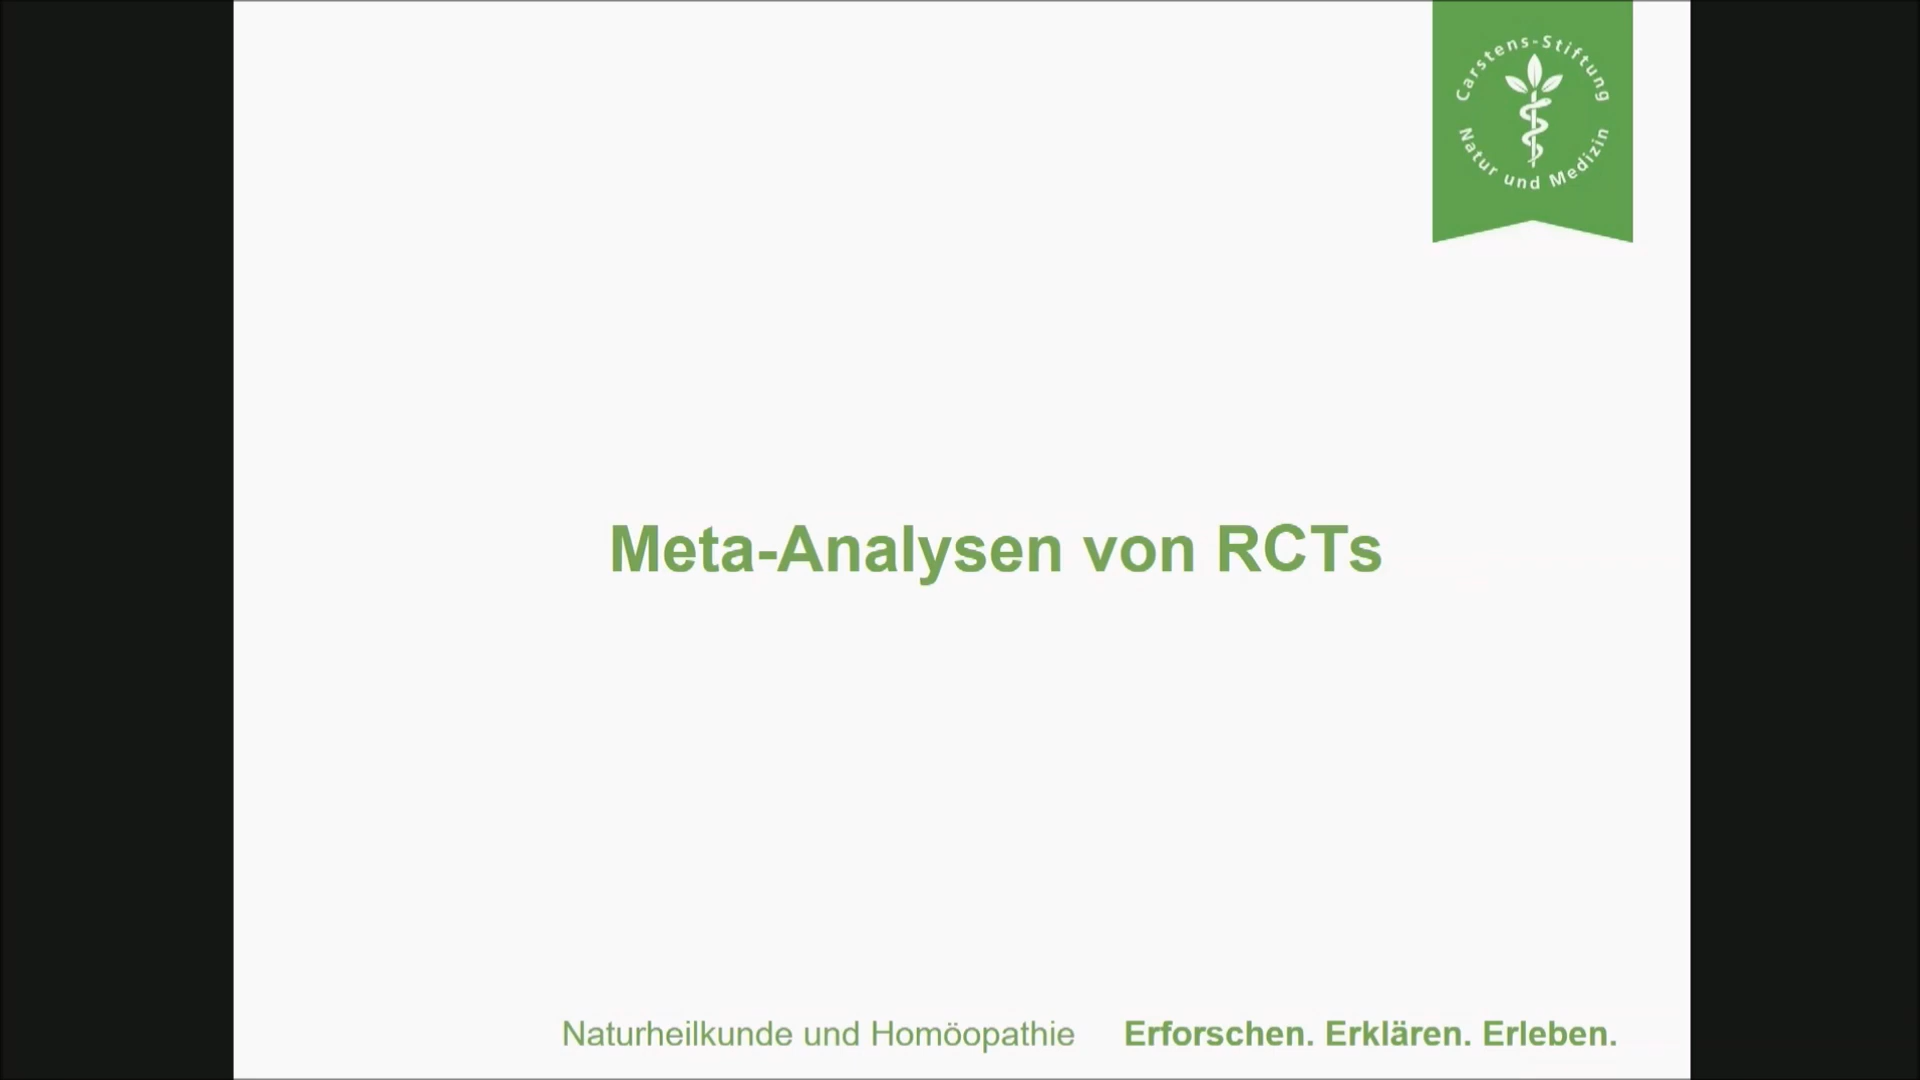 Carstens-Stiftung
Natur und Medizin
Meta-Analysen von RCTs
Naturheilkunde und Homöopathie Erforschen. Erklären. Erleben.